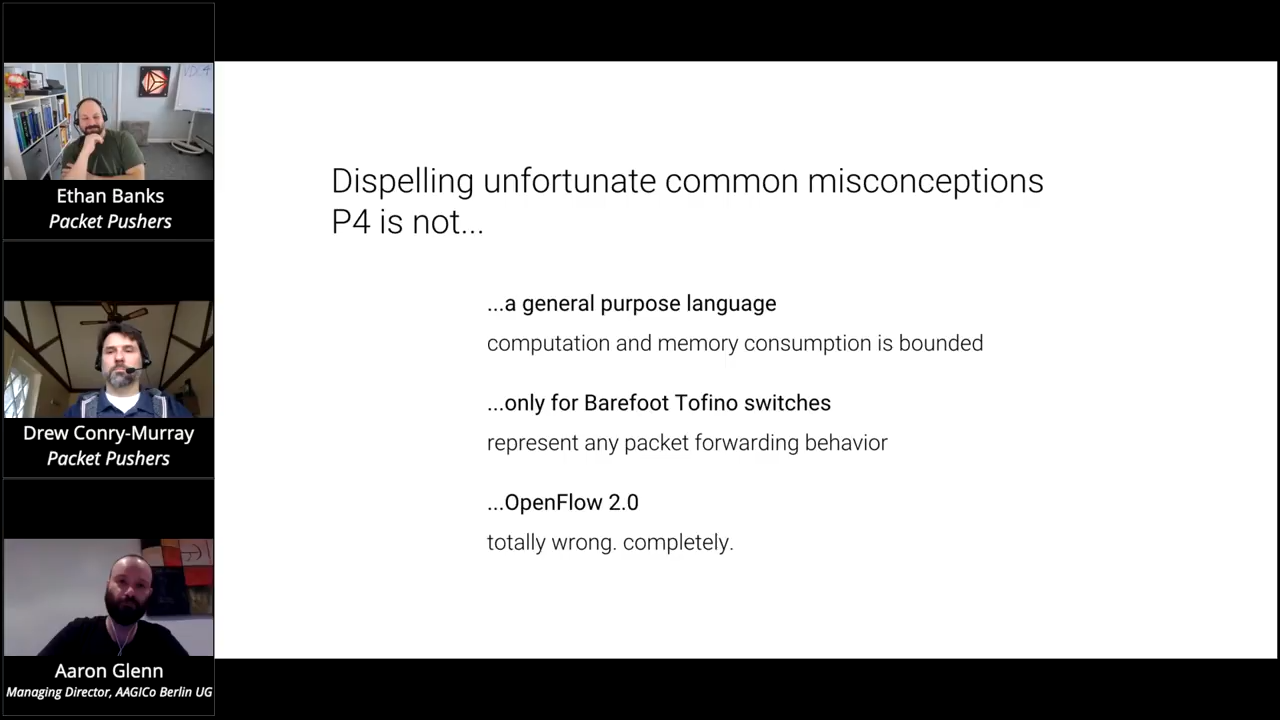 Ethan Banks
Packet Pushers
Drew Conry-Murray
Packet Pushers
Aaron Glenn
Managing Director, AAGICo Berlin UG
Dispelling unfortunate common misconceptions
P4 is not...
...a general purpose language
computation and memory consumption is bounded
...only for Barefoot Tofino switches
represent any packet forwarding behavior
...OpenFlow 2.0
totally wrong. completely.